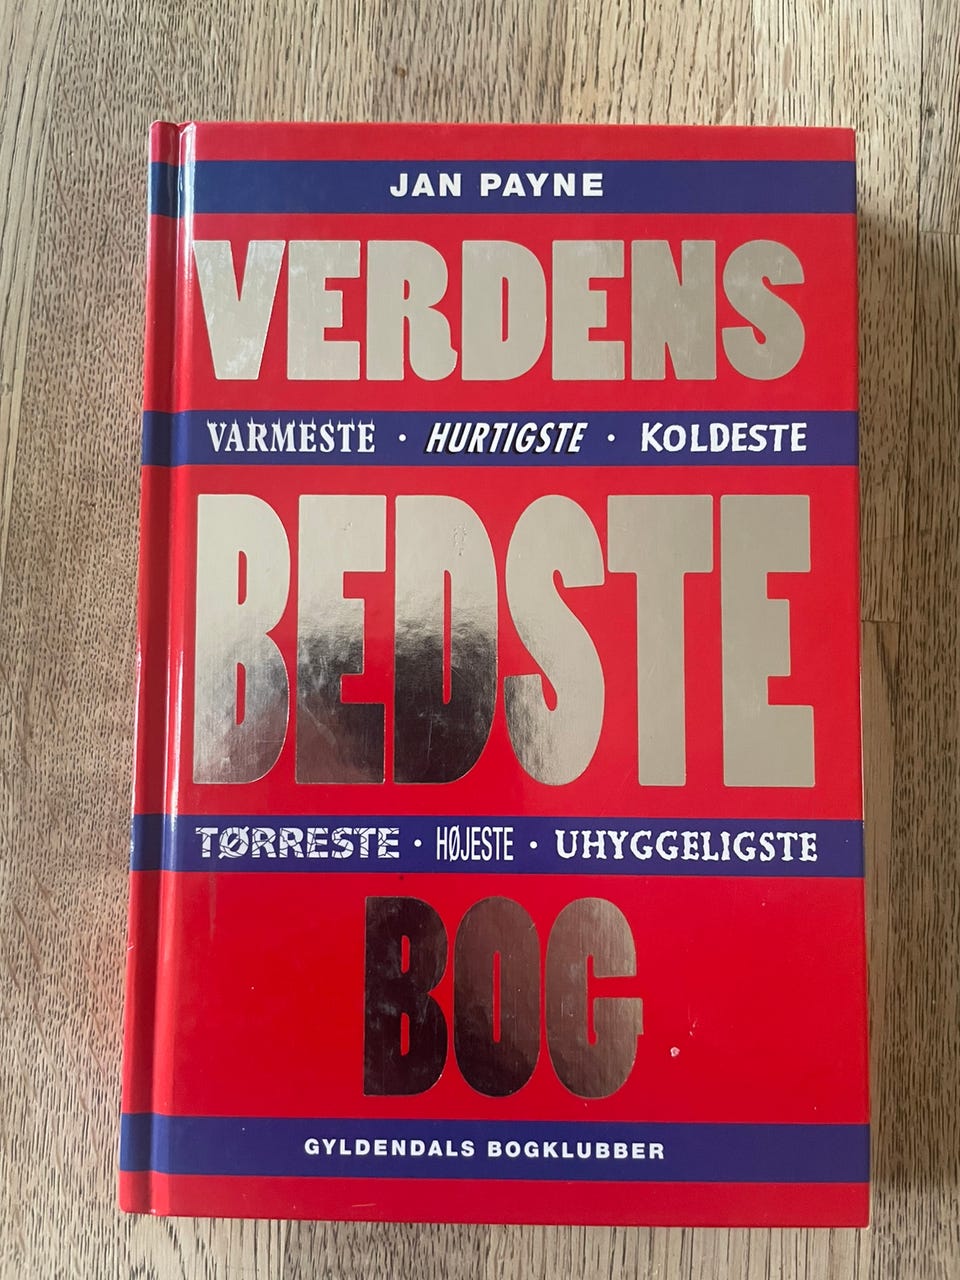 JAN PAYNE
VERDENS
VARMESTE • HURTIGSTE • KOLDESTE
BEDSTE
TØRRESTE • HØJESTE • UHYGGELIGSTE
BOG
GYLDENDALS BOGKLUBBER